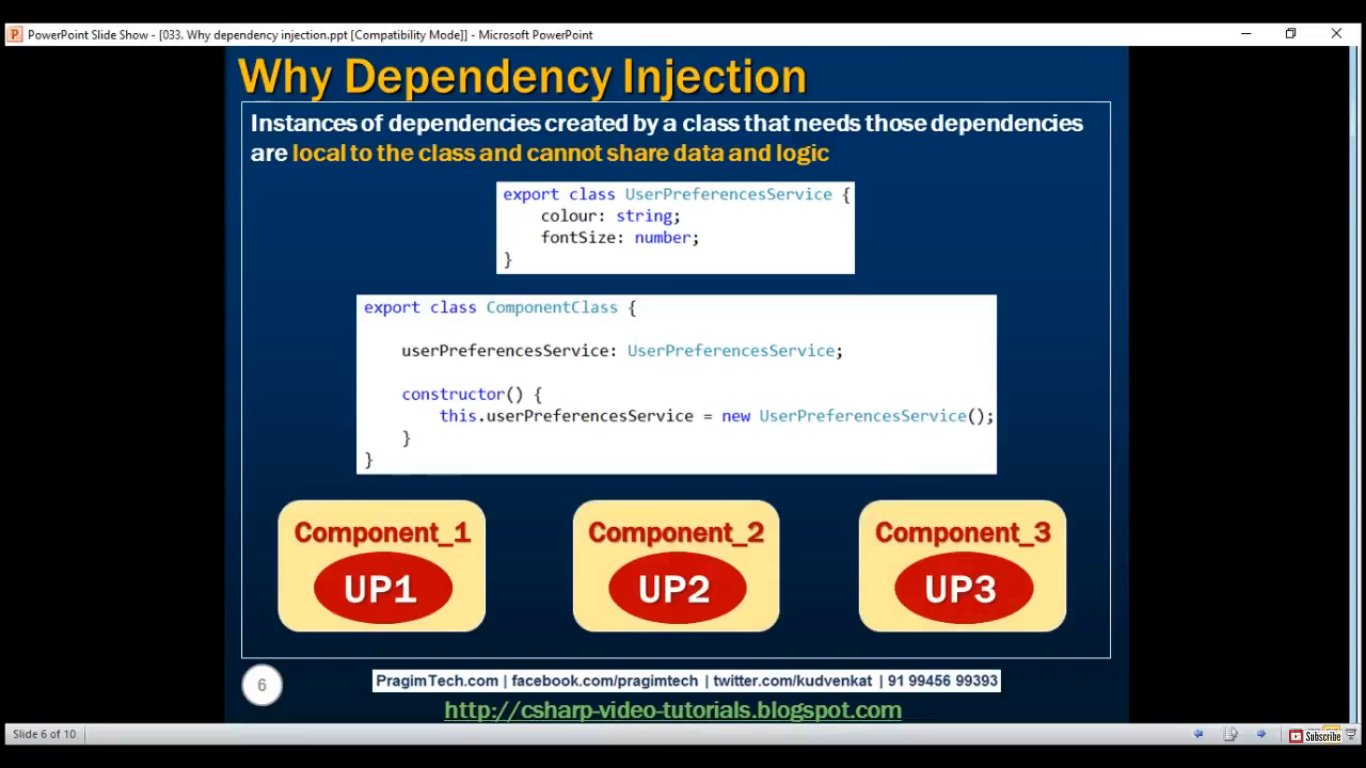 PowerPoint Slide Show - [033. Why dependency injection.ppt [Compatibility Mode]] - Microsoft PowerPoint
Why Dependency Injection
Instances of dependencies created by a class that needs those dependencies
are local to the class and cannot share data and logic
export class UserPreferencesService {
colour: string;
fontSize: number;
}
export class ComponentClass {
userPreferencesService: UserPreferencesService;
constructor() {
this.userPreferencesService = new UserPreferencesService();
}
}
Component_1
UP1
Component_2
UP2
Component_3
UP3
6
PragimTech.com | facebook.com/pragimtech | twitter.com/kudvenkat | 91 99456 99393
http://csharp-video-tutorials.blogspot.com
Slide 6 of 10
Subscribe